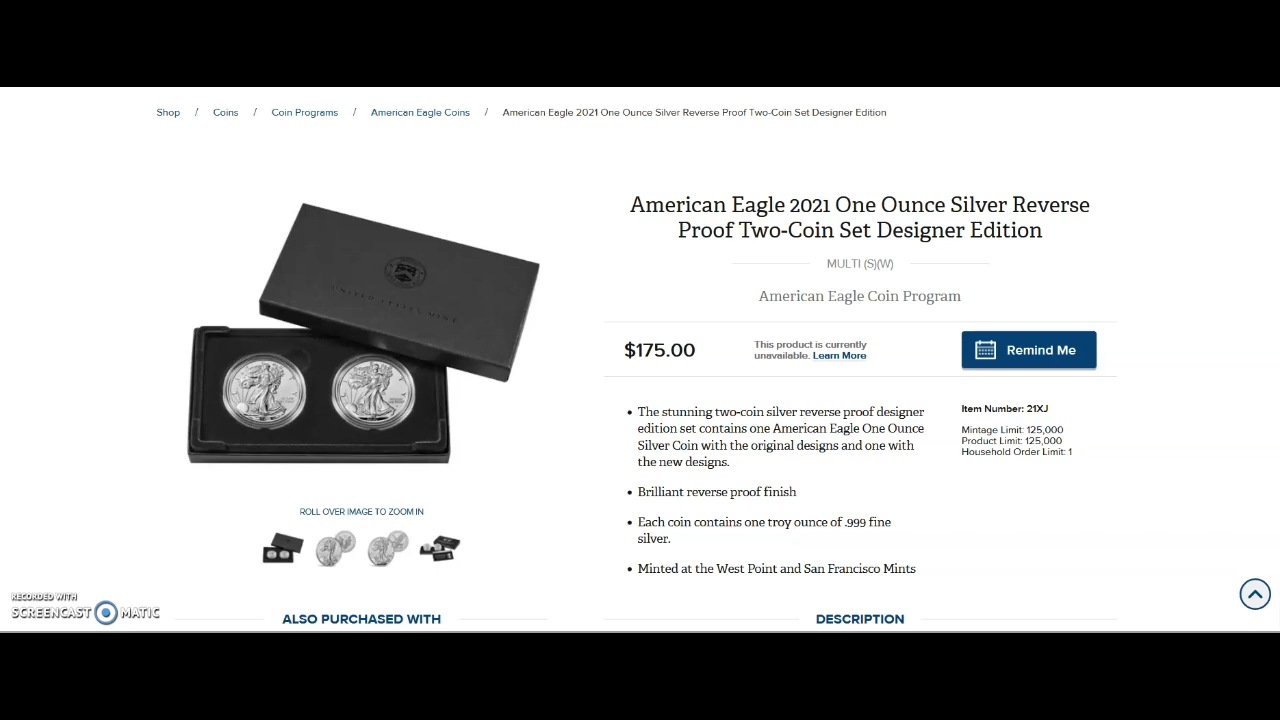 Shop / Coins / Coin Programs / American Eagle Coins / American Eagle 2021 One Ounce Silver Reverse Proof Two-Coin Set Designer Edition
American Eagle 2021 One Ounce Silver Reverse
Proof Two-Coin Set Designer Edition
MULTI (S)(W)
American Eagle Coin Program
UNITED STATES MINT
$175.00
This product is currently
unavailable. Learn More
Remind Me
• The stunning two-coin silver reverse proof designer
edition set contains one American Eagle One Ounce
Silver Coin with the original designs and one with
the new designs.
• Brilliant reverse proof finish
• Each coin contains one troy ounce of .999 fine
silver.
• Minted at the West Point and San Francisco Mints
Item Number: 21XJ
Mintage Limit: 125,000
Product Limit: 125,000
Household Order Limit: 1
ROLL OVER IMAGE TO ZOOM IN
RECORDED WITH
SCREENCAST MATIC
ALSO PURCHASED WITH
DESCRIPTION